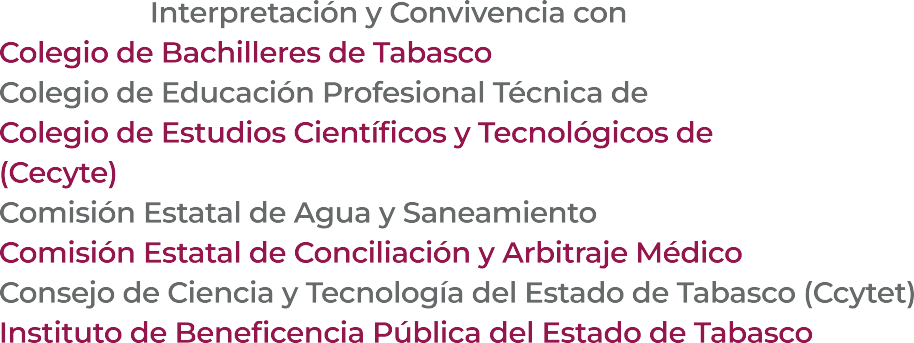 Interpretación y Convivencia con
Colegio de Bachilleres de Tabasco
Colegio de Educación Profesional Técnica de
Colegio de Estudios Científicos y Tecnológicos de
(Cecyte)
Comisión Estatal de Agua y Saneamiento
Comisión Estatal de Conciliación y Arbitraje Médico
Consejo de Ciencia y Tecnología del Estado de Tabasco (Ccytet)
Instituto de Beneficencia Pública del Estado de Tabasco